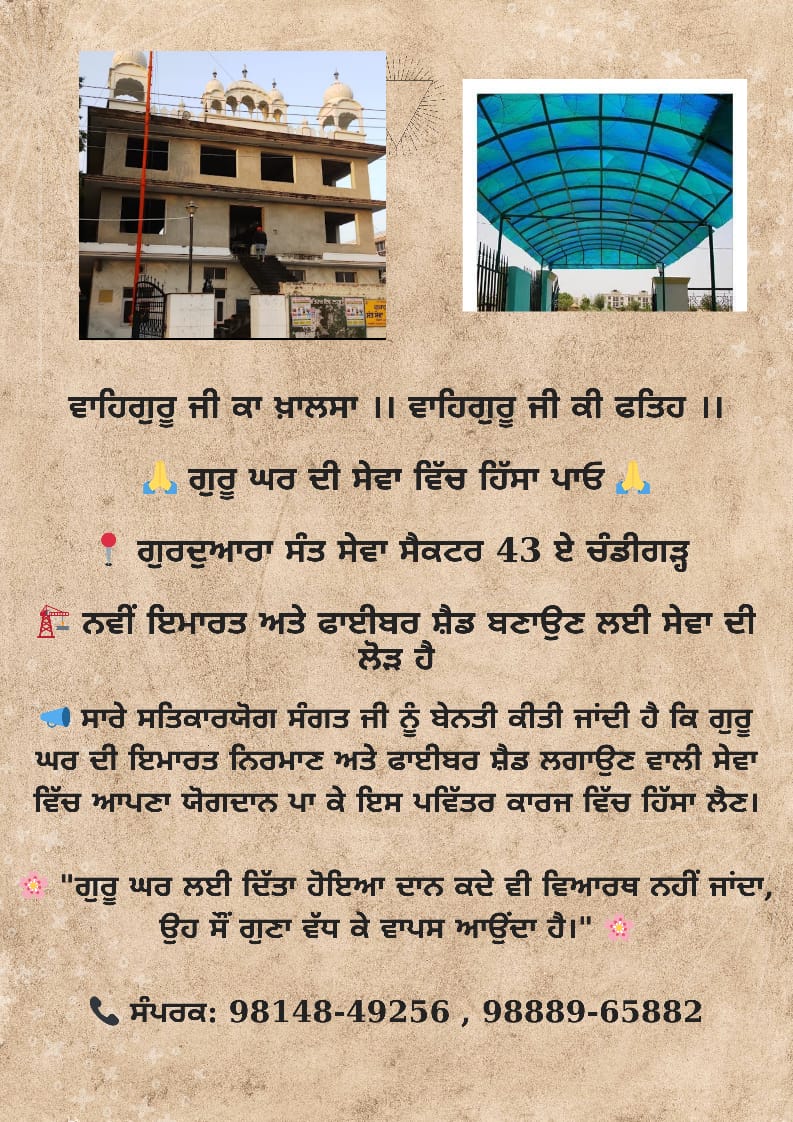 ਵਾਹਿਗੁਰੂ ਜੀ ਕਾ ਖ਼ਾਲਸਾ ।। ਵਾਹਿਗੁਰੂ ਜੀ ਕੀ ਫਤਿਹ ।।
🙏 ਗੁਰੂ ਘਰ ਦੀ ਸੇਵਾ ਵਿੱਚ ਹਿੱਸਾ ਪਾਓ 🙏
📍 ਗੁਰਦੁਆਰਾ ਸੰਤ ਸੇਵਾ ਸੈਕਟਰ 43 ਏ ਚੰਡੀਗੜ੍ਹ
🏗️ ਨਵੀਂ ਇਮਾਰਤ ਅਤੇ ਫਾਈਬਰ ਸ਼ੈਡ ਬਣਾਉਣ ਲਈ ਸੇਵਾ ਦੀ
ਲੋੜ ਹੈ
📣 ਸਾਰੇ ਸਤਿਕਾਰਯੋਗ ਸੰਗਤ ਜੀ ਨੂੰ ਬੇਨਤੀ ਕੀਤੀ ਜਾਂਦੀ ਹੈ ਕਿ ਗੁਰੂ
ਘਰ ਦੀ ਇਮਾਰਤ ਨਿਰਮਾਣ ਅਤੇ ਫਾਈਬਰ ਸ਼ੈਡ ਲਗਾਉਣ ਵਾਲੀ ਸੇਵਾ
ਵਿੱਚ ਆਪਣਾ ਯੋਗਦਾਨ ਪਾ ਕੇ ਇਸ ਪਵਿੱਤਰ ਕਾਰਜ ਵਿੱਚ ਹਿੱਸਾ ਲੈਣ।
🌸 "ਗੁਰੂ ਘਰ ਲਈ ਦਿੱਤਾ ਹੋਇਆ ਦਾਨ ਕਦੇ ਵੀ ਵਿਆਰਥ ਨਹੀਂ ਜਾਂਦਾ,
ਉਹ ਸੌਂ ਗੁਣਾ ਵੱਧ ਕੇ ਵਾਪਸ ਆਉਂਦਾ ਹੈ।" 🌸
📞 ਸੰਪਰਕ: 98148-49256 , 98889-65882